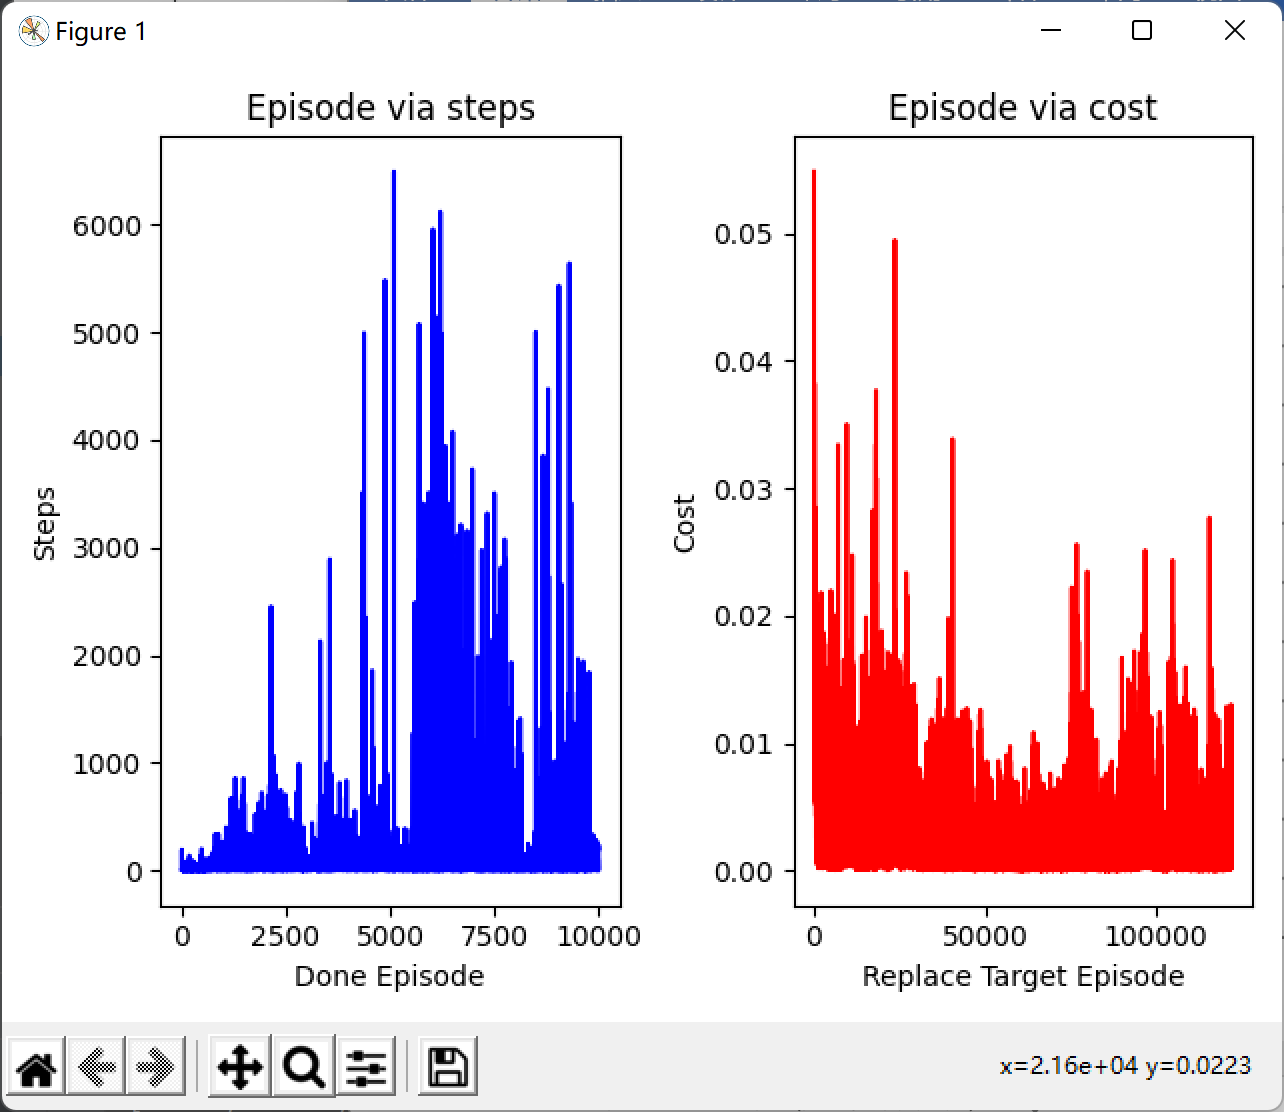 Figure 1
Episode via steps
6000
5000
4000
3000
2000
1000
0
Steps
0 2500 5000 7500 10000
Done Episode
Episode via cost
0.05
0.04
0.03
0.02
0.01
0.00
Cost
0 50000 100000
Replace Target Episode
x=2.16e+04 y=0.0223